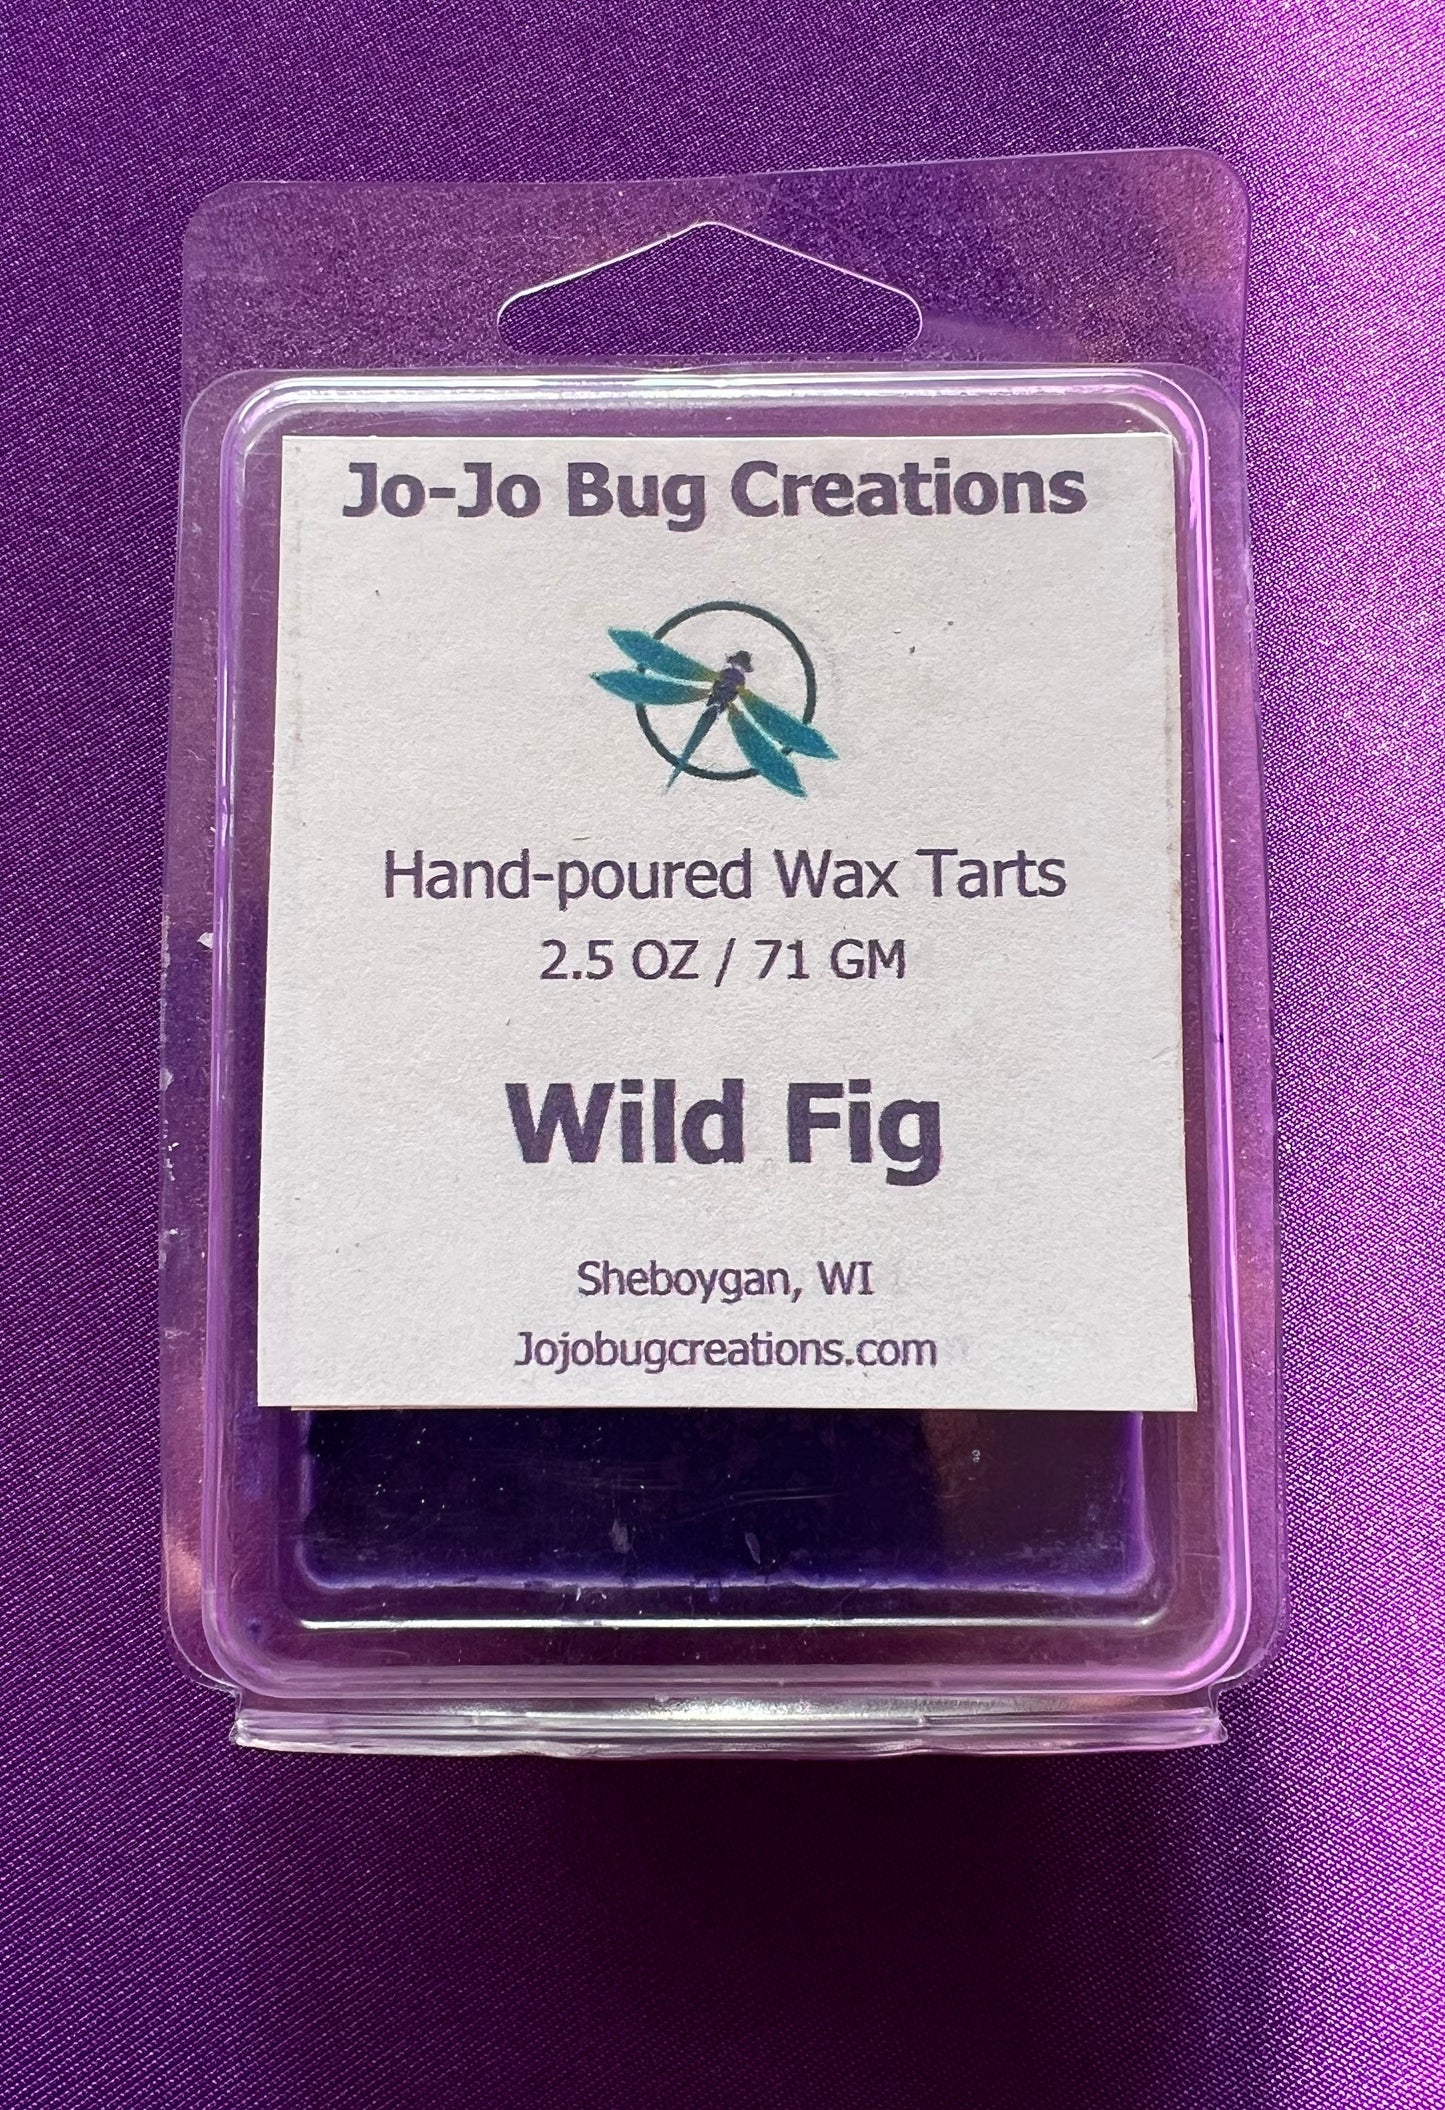 Jo-Jo Bug Creations
Hand-poured Wax Tarts
2.5 OZ / 71 GM
Wild Fig
Sheboygan, WI
Jojobugcreations.com